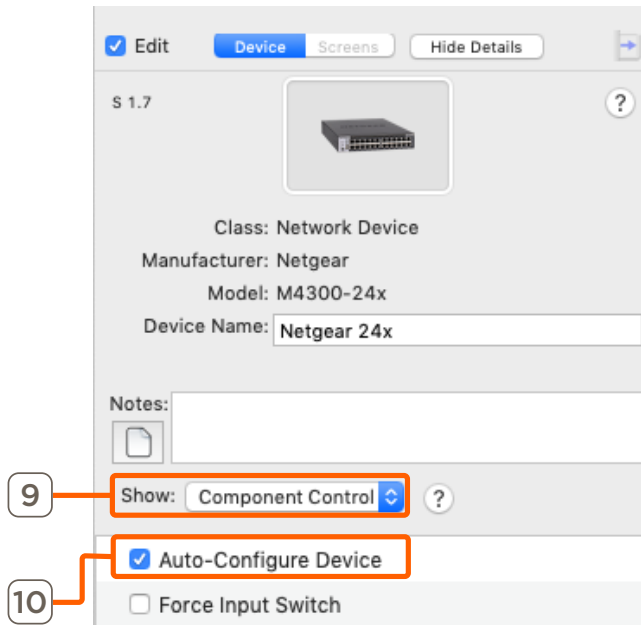 Edit Device Screens Hide Details
S 1.7 ?
Class: Network Device
Manufacturer: Netgear
Model: M4300-24x
Device Name: Netgear 24x
Notes:
9 Show: Component Control ?
Auto-Configure Device
10 Force Input Switch